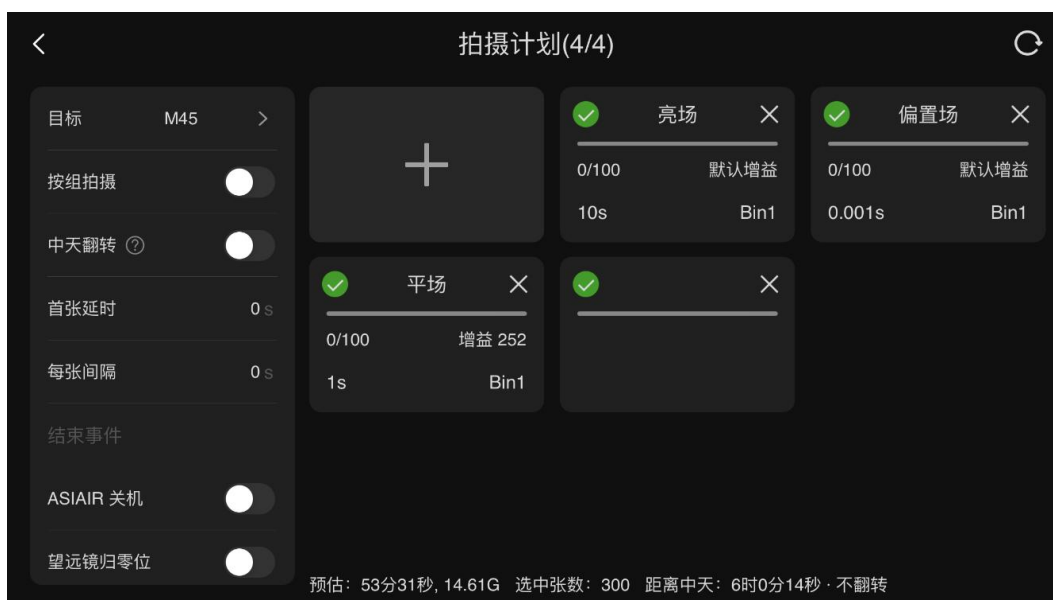 拍摄计划(4/4)
目标 M45
按组拍摄
中天翻转 ?
首张延时 0 s
每张间隔 0 s
结束事件
ASIAIR 关机
望远镜归零位
亮场
0/100 默认增益
10s Bin1
偏置场
0/100 默认增益
0.001s Bin1
平场
0/100 增益 252
1s Bin1
预估：53分31秒, 14.61G 选中张数：300 距离中天：6时0分14秒 · 不翻转